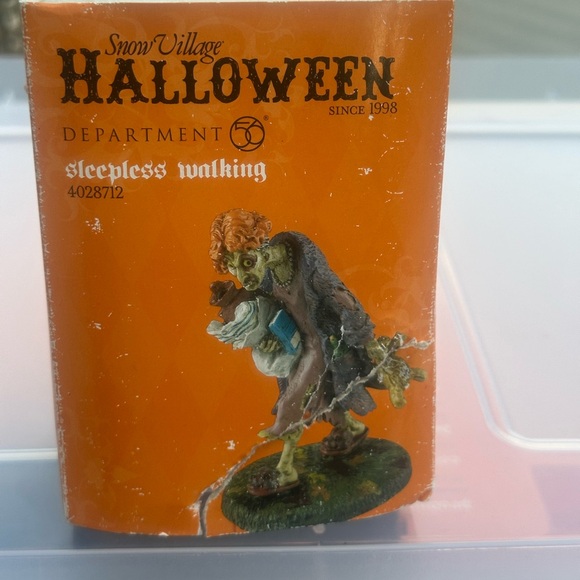 Snow Village
HALLOWEEN
SINCE 1998
DEPARTMENT 56®
sleepless walking
4028712